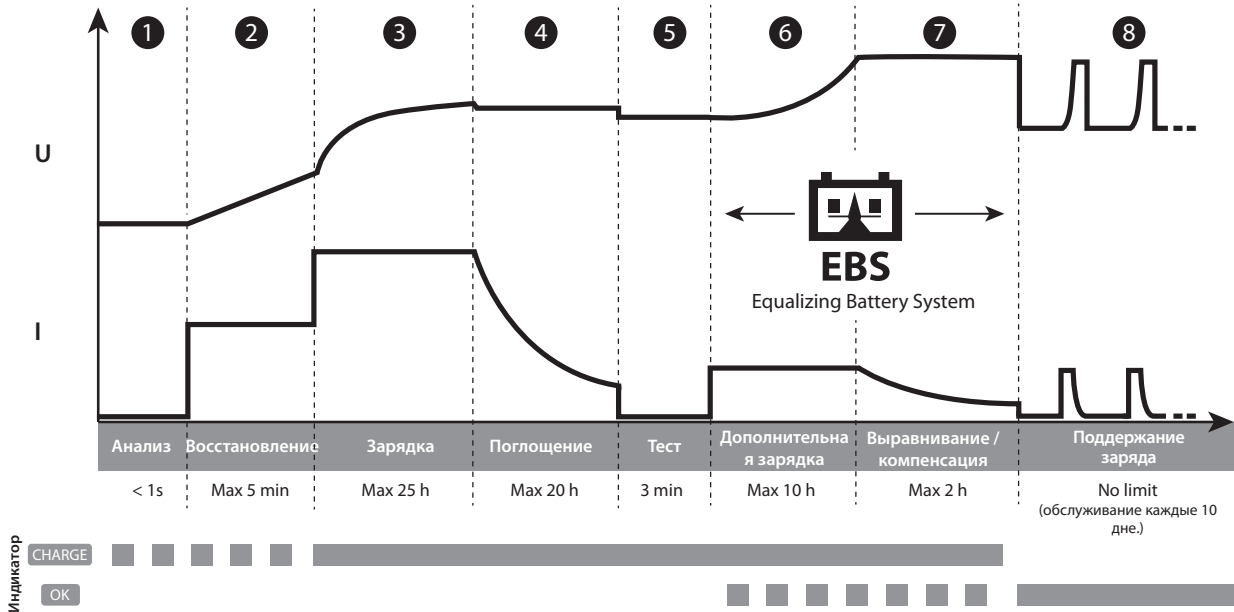 1 2 3 4 5 6 7 8
U
EBS
Equalizing Battery System
I
Анализ Восстановление Зарядка Поглощение Тест Дополнительна Выравнивание / Поддержание
я зарядка компенсация заряда
< 1s Max 5 min Max 25 h Max 20 h 3 min Max 10 h Max 2 h No limit
(обслуживание каждые 10
дне.)
Индикатор
CHARGE
OK